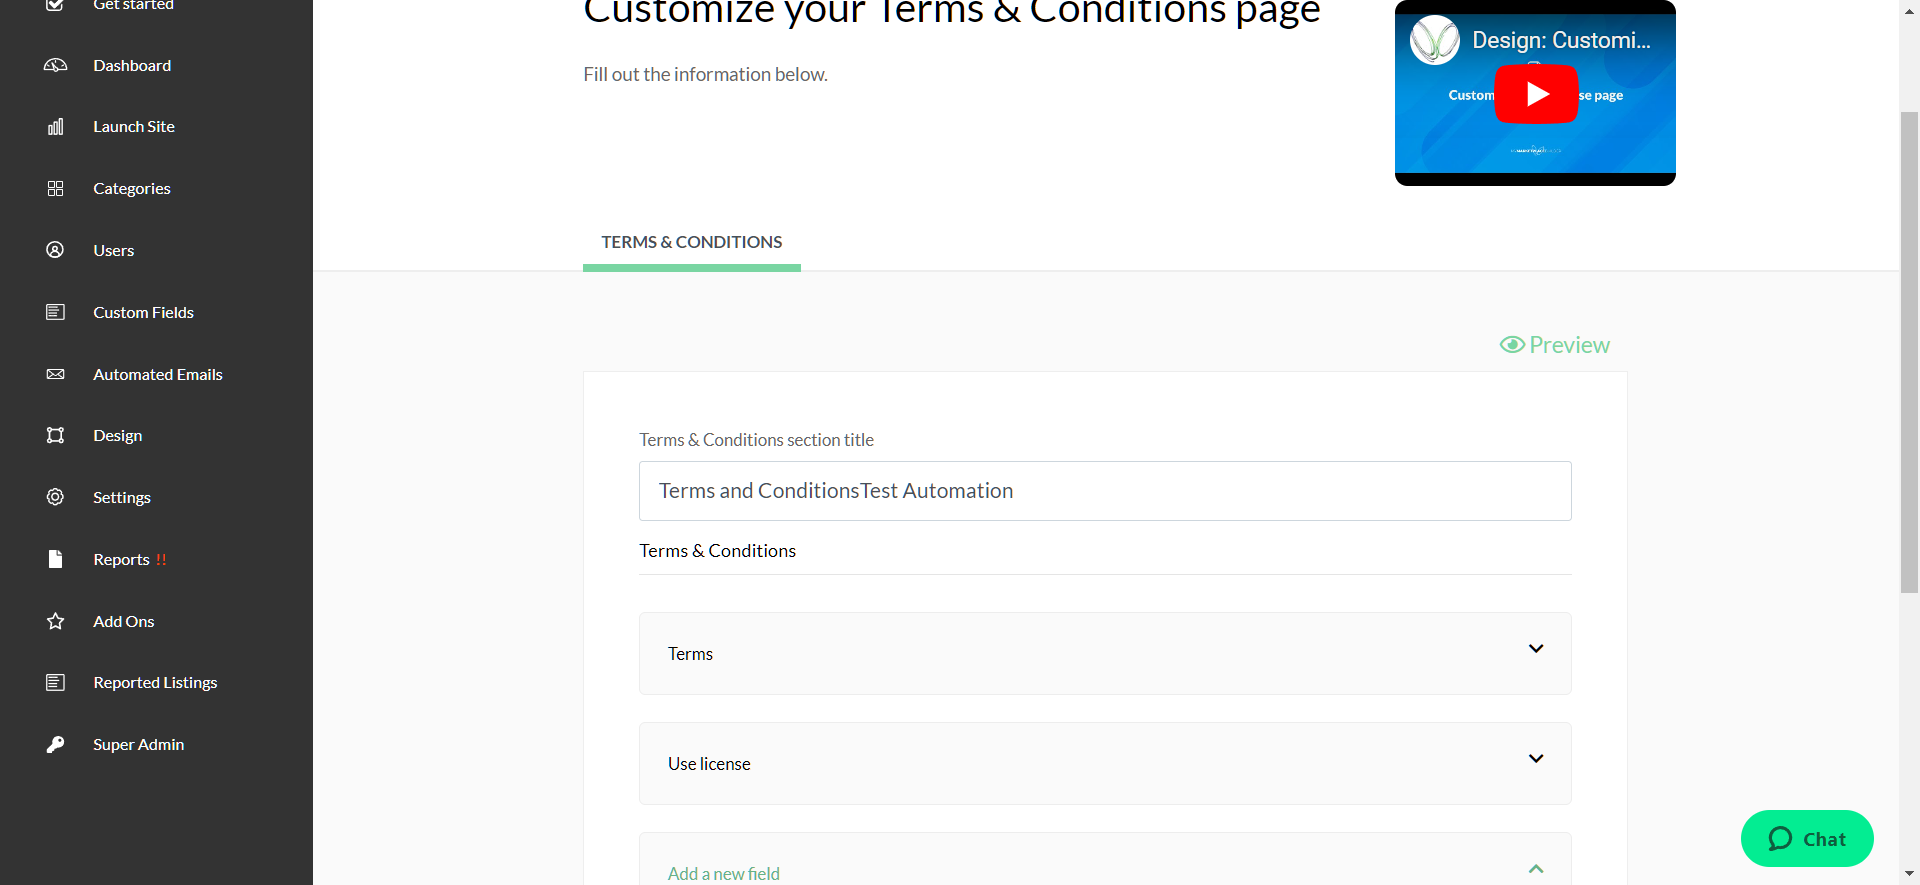 Get started
Dashboard
Launch Site
Categories
Users
Custom Fields
Automated Emails
Design
Settings
Reports !!
Add Ons
Reported Listings
Super Admin
Customize your Terms & Conditions page
Fill out the information below.
Design: Customi...
Custom
se page
TERMS & CONDITIONS
Preview
Terms & Conditions section title
Terms and ConditionsTest Automation
Terms & Conditions
Terms
Use license
Add a new field
Chat